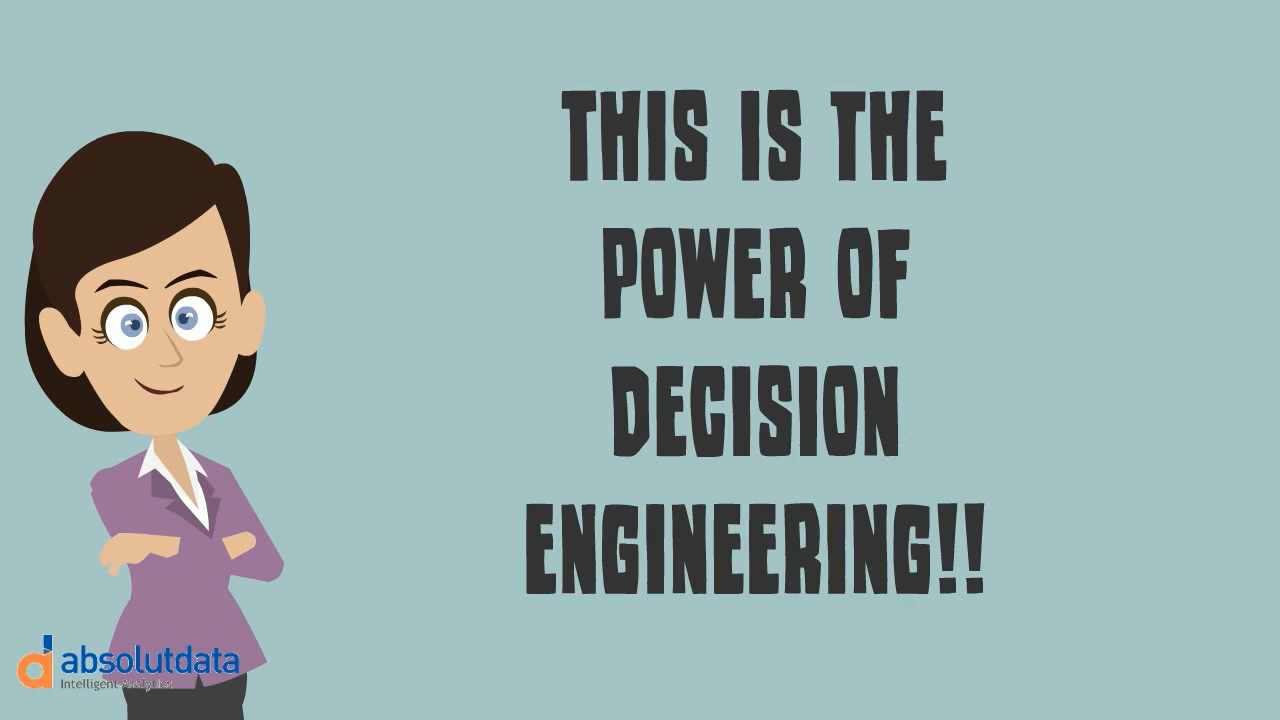 THIS IS THE
POWER OF
DECISION
ENGINEERING!!
absolutdata
Intelligent Analytics